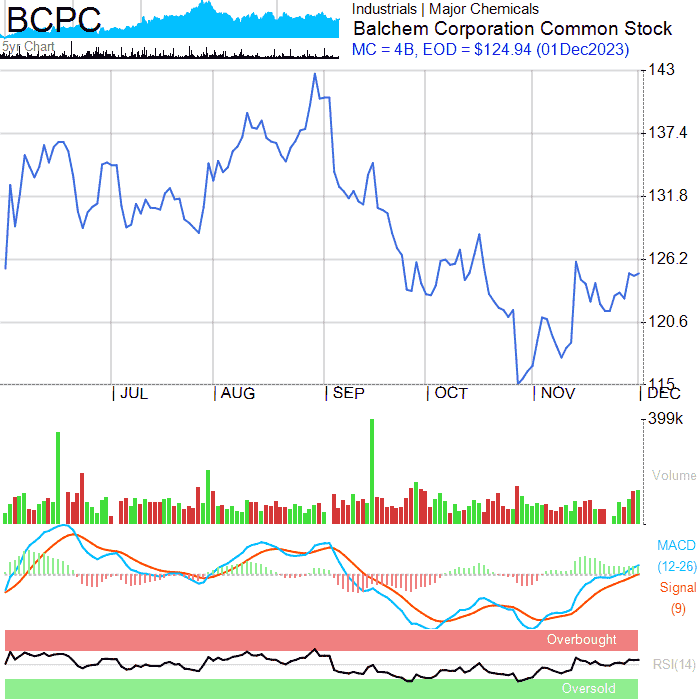 BCPC
5yr Chart
Industrials | Major Chemicals
Balchem Corporation Common Stock
MC = 4B, EOD = $124.94 (01Dec2023)
143
137.4
131.8
126.2
120.6
115
| JUL | AUG | SEP | OCT | NOV | DEC
399k
Volume
MACD
(12-26)
Signal
(9)
Overbought
RSI(14)
Oversold